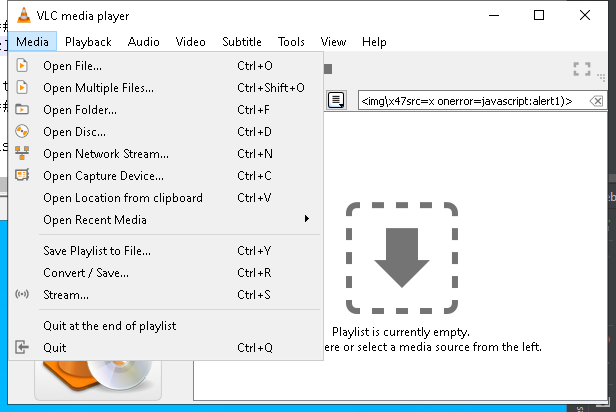 VLC media player
Media Playback Audio Video Subtitle Tools View Help
Open File... Ctrl+O
Open Multiple Files... Ctrl+Shift+O
Open Folder... Ctrl+F
Open Disc... Ctrl+D
Open Network Stream... Ctrl+N
Open Capture Device... Ctrl+C
Open Location from clipboard Ctrl+V
Open Recent Media
Save Playlist to File... Ctrl+Y
Convert / Save... Ctrl+R
Stream... Ctrl+S
Quit at the end of playlist
Quit Ctrl+Q
<img\x47src=x onerror=javascript:alert1)>
Playlist is currently empty.
ere or select a media source from the left.